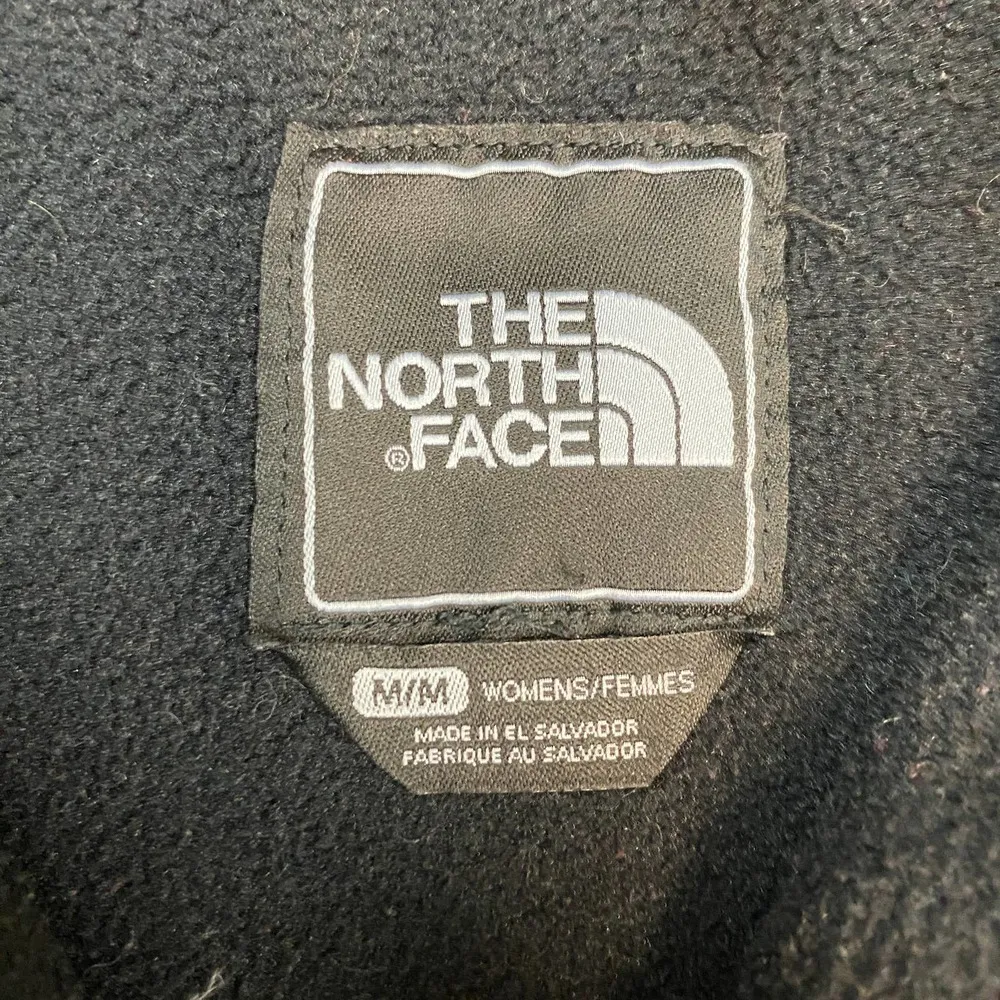 THE
NORTH
®FACE
M/M WOMENS/FEMMES
MADE IN EL SALVADOR
FABRIQUE AU SALVADOR